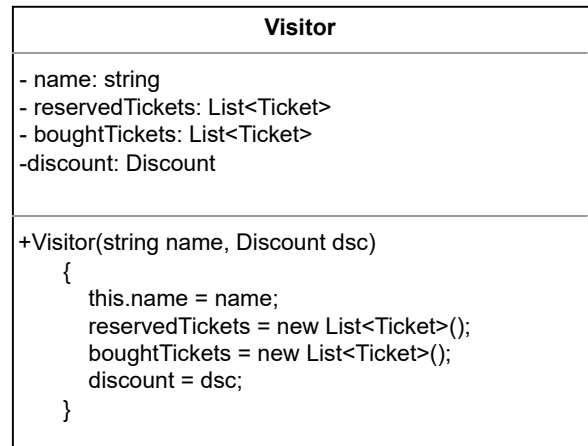 Visitor
- name: string
- reservedTickets: List<Ticket>
- boughtTickets: List<Ticket>
-discount: Discount
+Visitor(string name, Discount dsc)
{
this.name = name;
reservedTickets = new List<Ticket>();
boughtTickets = new List<Ticket>();
discount = dsc;
}